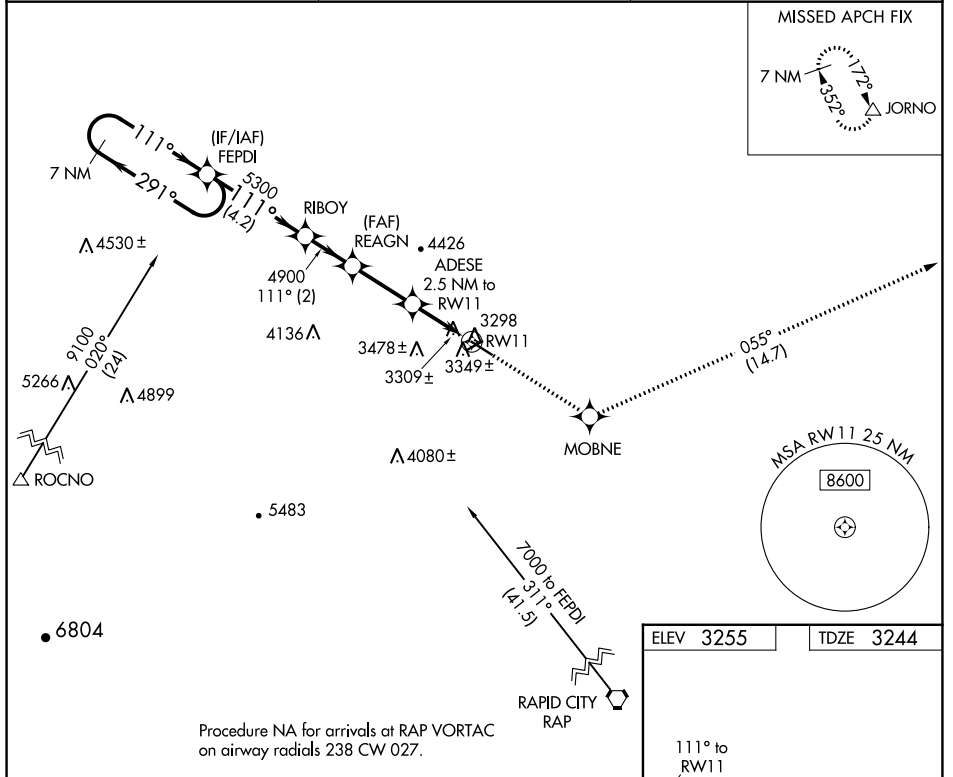 MISSED APCH FIX
7 NM
172°
352°
JORNO
(IF/IAF)
FEPDI
111°
7 NM
291°
5300
111°
(4.2)
RIBOY
(FAF)
REAGN
4426
4530±
4900
111° (2)
ADESE
2.5 NM to
RW11
4136
3298
RW11
3478±
3309±
3349±
9100
020°
(24)
5266
4899
055°
(14.7)
MOBNE
ROCNO
4080±
MSA RW11 25 NM
8600
5483
7000 to FEPDI
311°
(41.5)
6804
ELEV 3255
TDZE 3244
RAPID CITY
RAP
Procedure NA for arrivals at RAP VORTAC
on airway radials 238 CW 027.
111° to
RW11